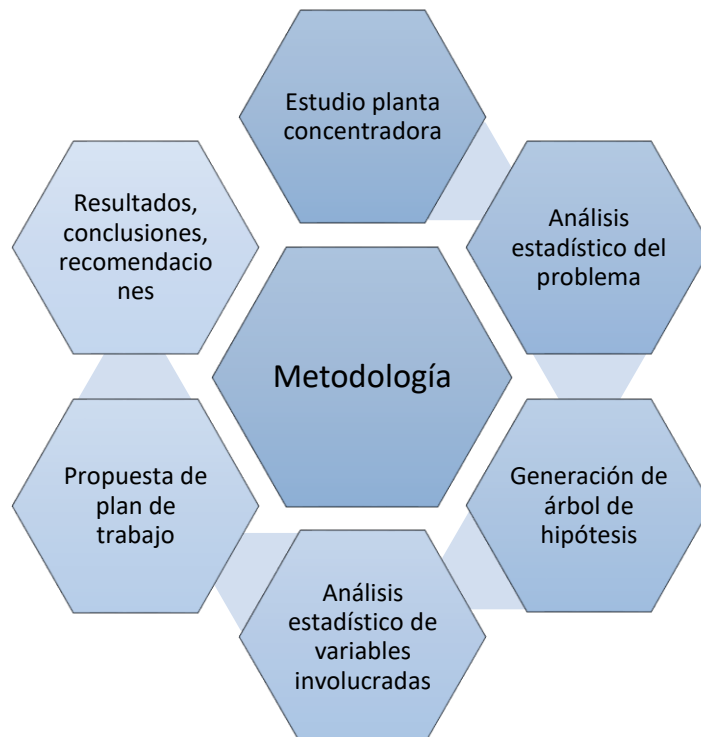 Estudio planta
concentradora
Análisis
estadístico del
problema
Generación de
árbol de
hipótesis
Análisis
estadístico de
variables
involucradas
Propuesta de
plan de
trabajo
Resultados,
conclusiones,
recomendacio
nes
Metodología